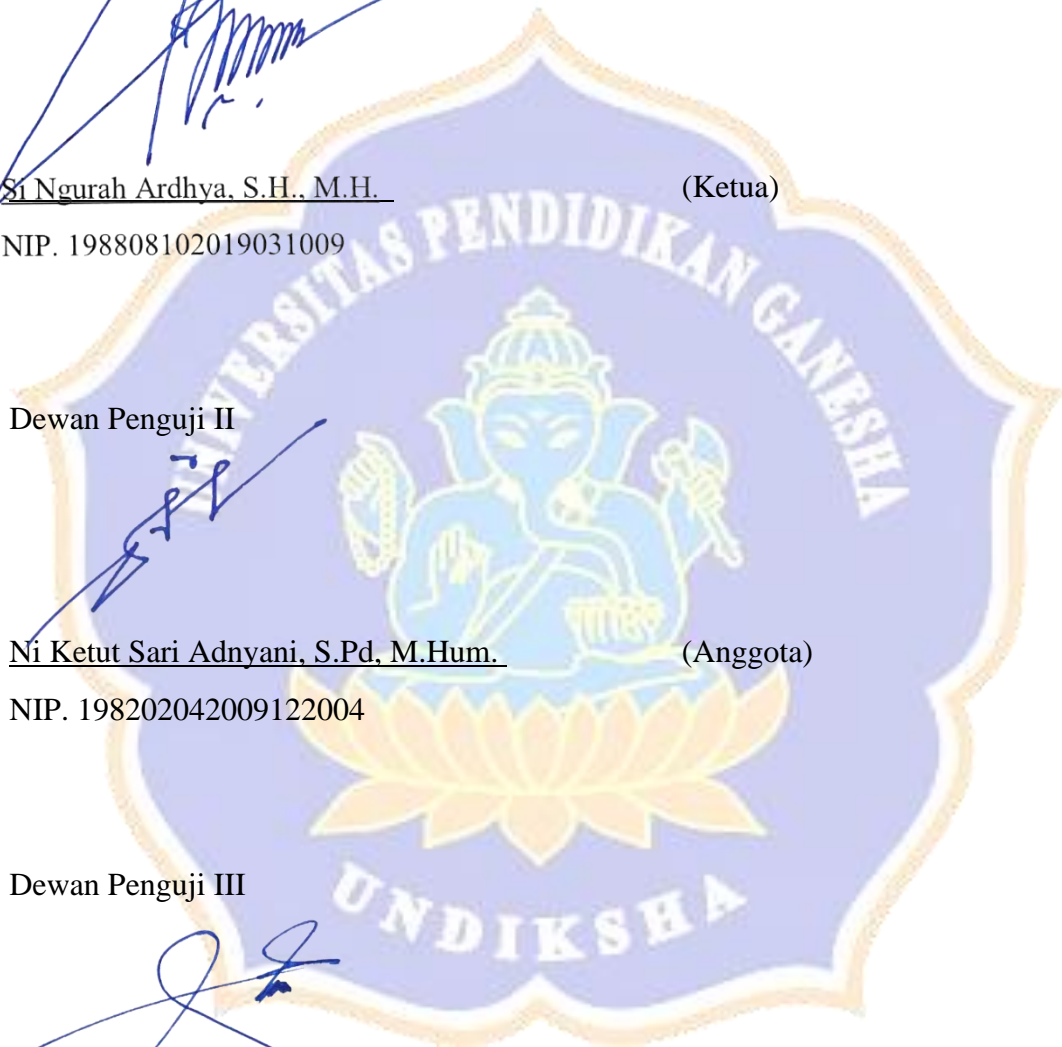 Si Ngurah Ardhya, S.H., M.H. (Ketua)
NIP. 198808102019031009
UNIVERSITAS PENDIDIKAN GANESHA
Dewan Penguji II
Ni Ketut Sari Adnyani, S.Pd, M.Hum. (Anggota)
NIP. 198202042009122004
Dewan Penguji III
UNDIKSHA